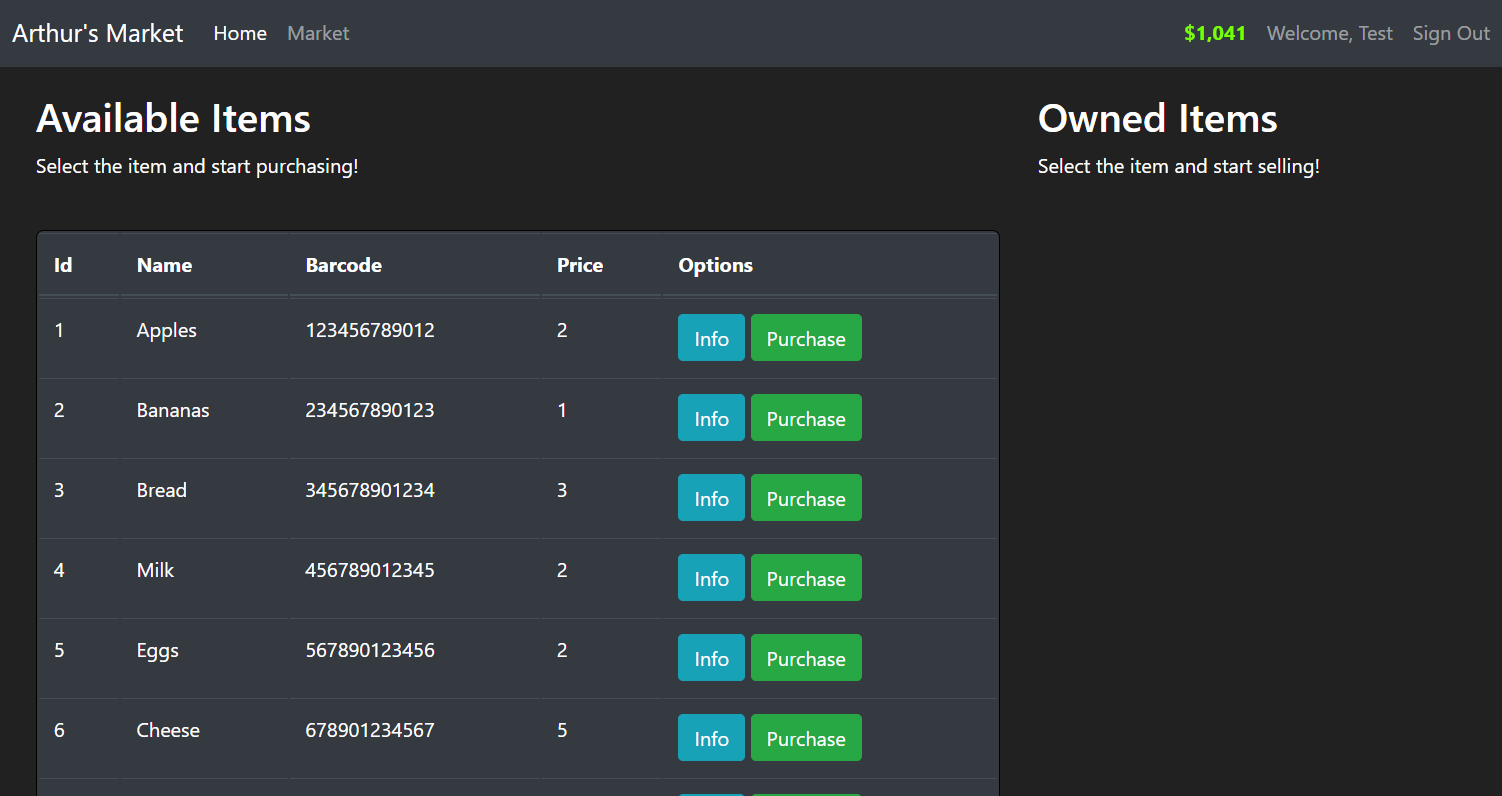 Arthur's Market Home Market $1,041 Welcome, Test Sign Out
Available Items
Select the item and start purchasing!
Owned Items
Select the item and start selling!
Id Name Barcode Price Options
1 Apples 123456789012 2 Info Purchase
2 Bananas 234567890123 1 Info Purchase
3 Bread 345678901234 3 Info Purchase
4 Milk 456789012345 2 Info Purchase
5 Eggs 567890123456 2 Info Purchase
6 Cheese 678901234567 5 Info Purchase